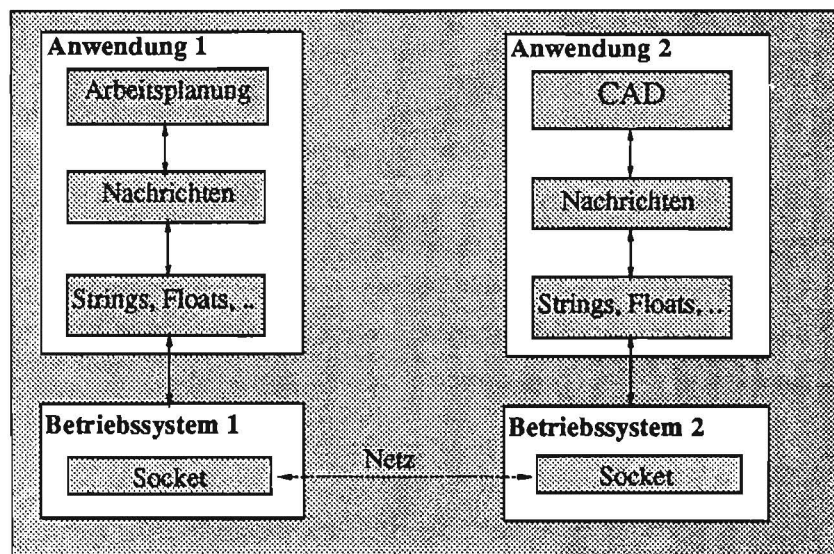 Anwendung 1
Arbeitsplanung
Nachrichten
Strings, Floats, ..
Betriebssystem 1
Socket
Netz
Anwendung 2
CAD
Nachrichten
Strings, Floats, ..
Betriebssystem 2
Socket